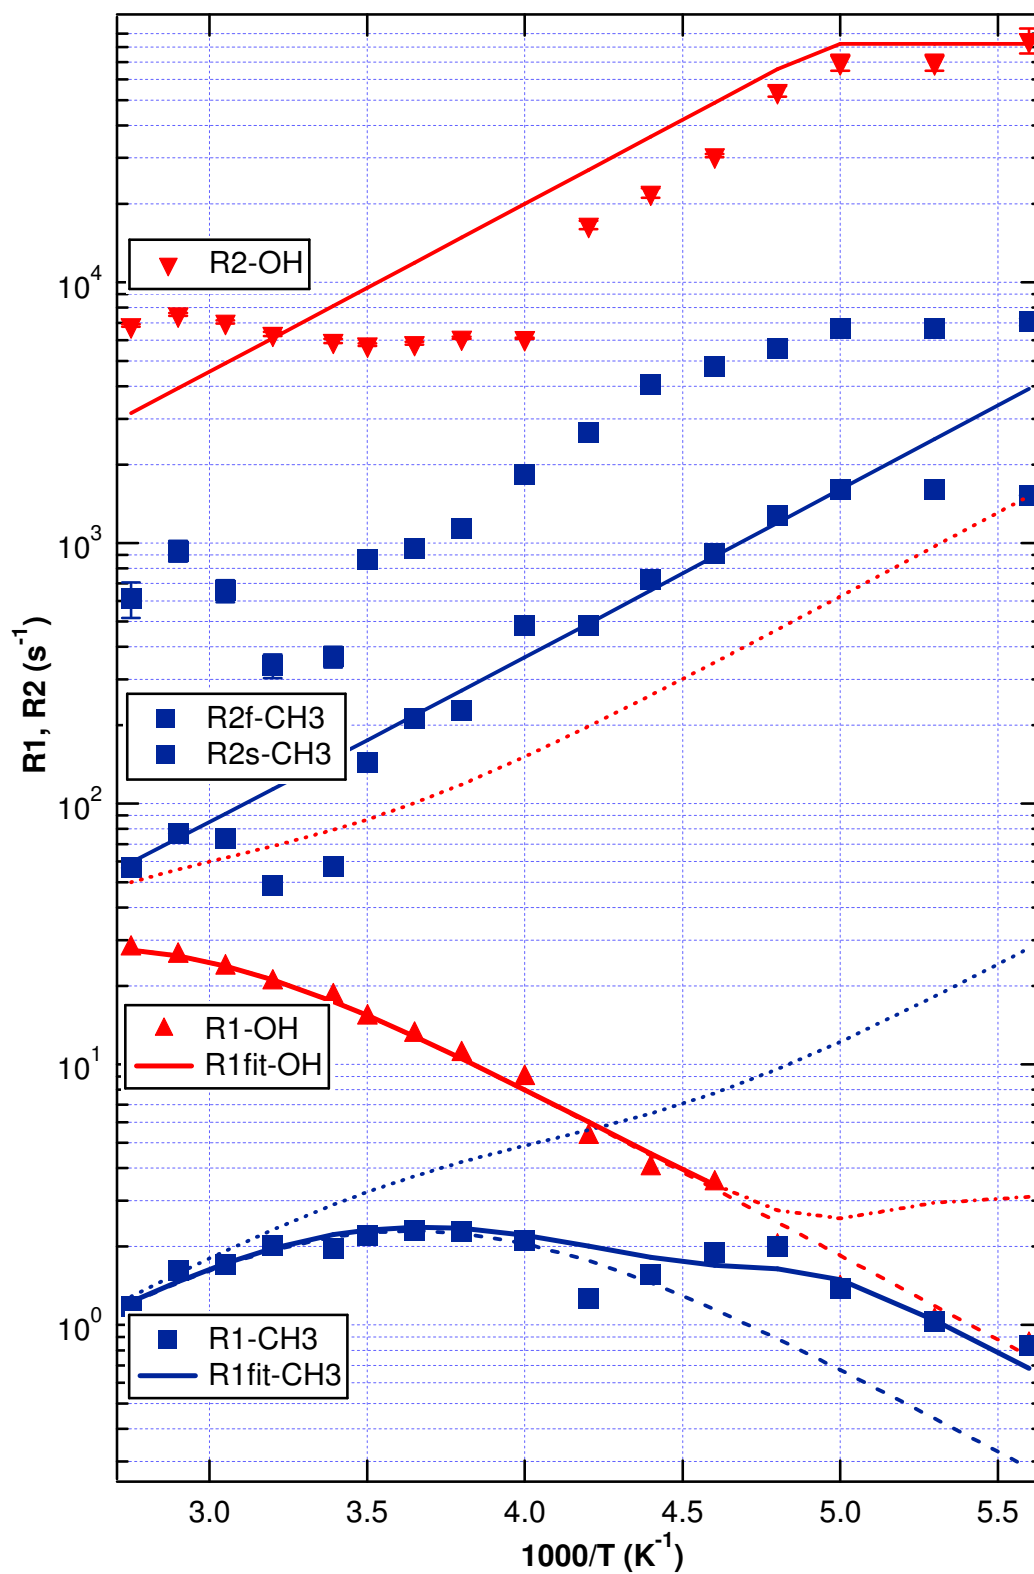 R2-OH
10^4
10^3
R1, R2 (s^-1)
R2f-CH3
R2s-CH3
10^2
R1-OH
R1fit-OH
10^1
10^0
R1-CH3
R1fit-CH3
3.0 3.5 4.0 4.5 5.0 5.5
1000/T (K^-1)